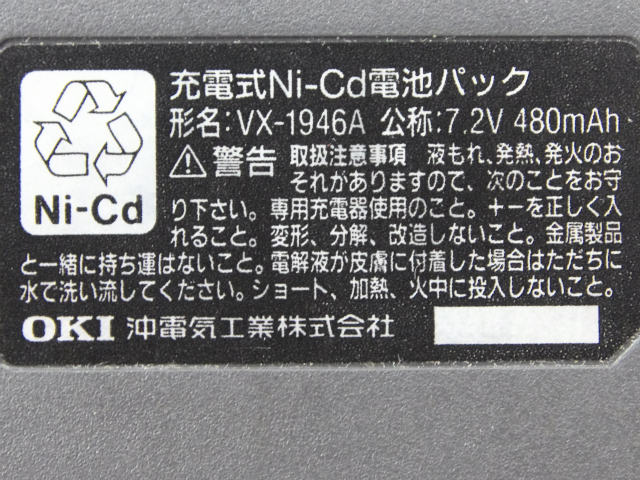 充電式Ni-Cd電池パック
形名:VX-1946A 公称:7.2V 480mAh
Ni-Cd
⚠警告 取扱注意事項 液もれ、発熱、発火のお
それがありますので、次のことをお守
り下さい。専用充電器使用のこと。+ーを正しく入
れること。変形、分解、改造しないこと。金属製品
と一緒に持ち運ばないこと。電解液が皮膚に付着した場合はただちに
水で洗い流してください。ショート、加熱、火中に投入しないこと。
OKI 沖電気工業株式会社